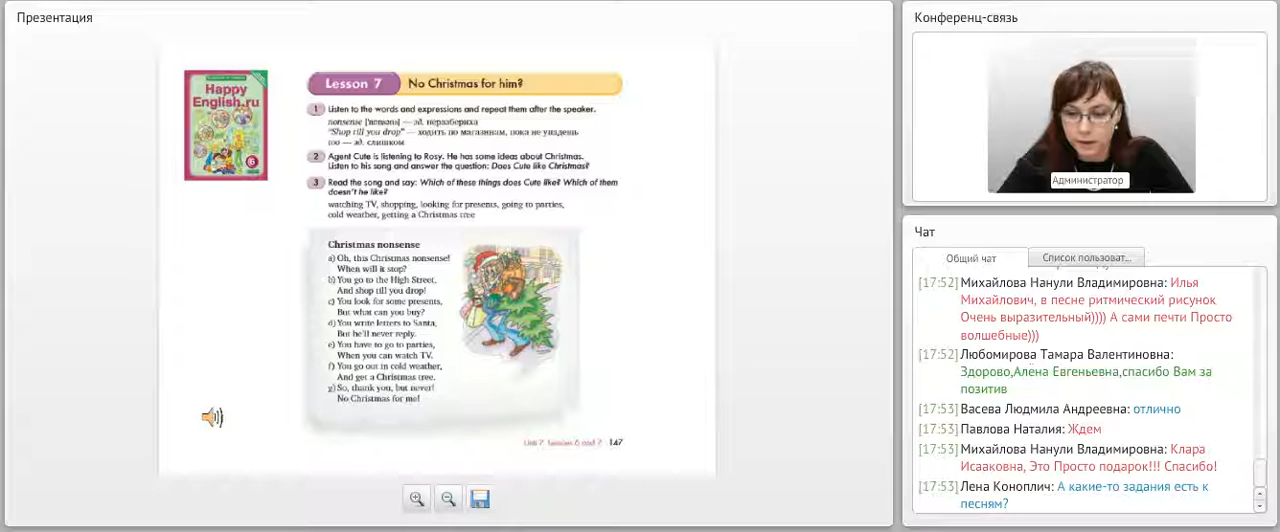 Презентация
Happy
English.ru
6
Lesson 7 No Christmas for him?
1 Listen to the words and expressions and repeat them after the speaker.
nonsense ['nɒnsəns] — зд. неразбериха
"Shop till you drop" — ходить по магазинам, пока не упадешь
too — зд. слишком
2 Agent Cute is listening to Rosy. He has some ideas about Christmas.
Listen to his song and answer the question: Does Cute like Christmas?
3 Read the song and say: Which of these things does Cute like? Which of them
doesn't he like?
watching TV, shopping, looking for presents, going to parties,
cold weather, getting a Christmas tree
Christmas nonsense
a) Oh, this Christmas nonsense!
When will it stop?
b) You go to the High Street,
And shop till you drop!
c) You look for some presents,
But what can you buy?
d) You write letters to Santa,
But he'll never reply.
e) You have to go to parties,
When you can watch TV.
f) You go out in cold weather,
And get a Christmas tree.
g) So, thank you, but never!
No Christmas for me!
Unit 7 Lessons 6 and 7 147
Конференц-связь
Администратор
Чат
Общий чат Список пользоват...
[17:52] Михайлова Нанули Владимировна: Илья
Михайлович, в песне ритмический рисунок
Очень выразительный)))) А сами печти Просто
волшебные)))
[17:52] Любомирова Тамара Валентиновна:
Здорово,Алена Евгеньевна,спасибо Вам за
позитив
[17:53] Васева Людмила Андреевна: отлично
[17:53] Павлова Наталия: Ждем
[17:53] Михайлова Нанули Владимировна: Клара
Исааковна, Это Просто подарок!!! Спасибо!
[17:53] Лена Коноплич: А какие-то задания есть к
песням?